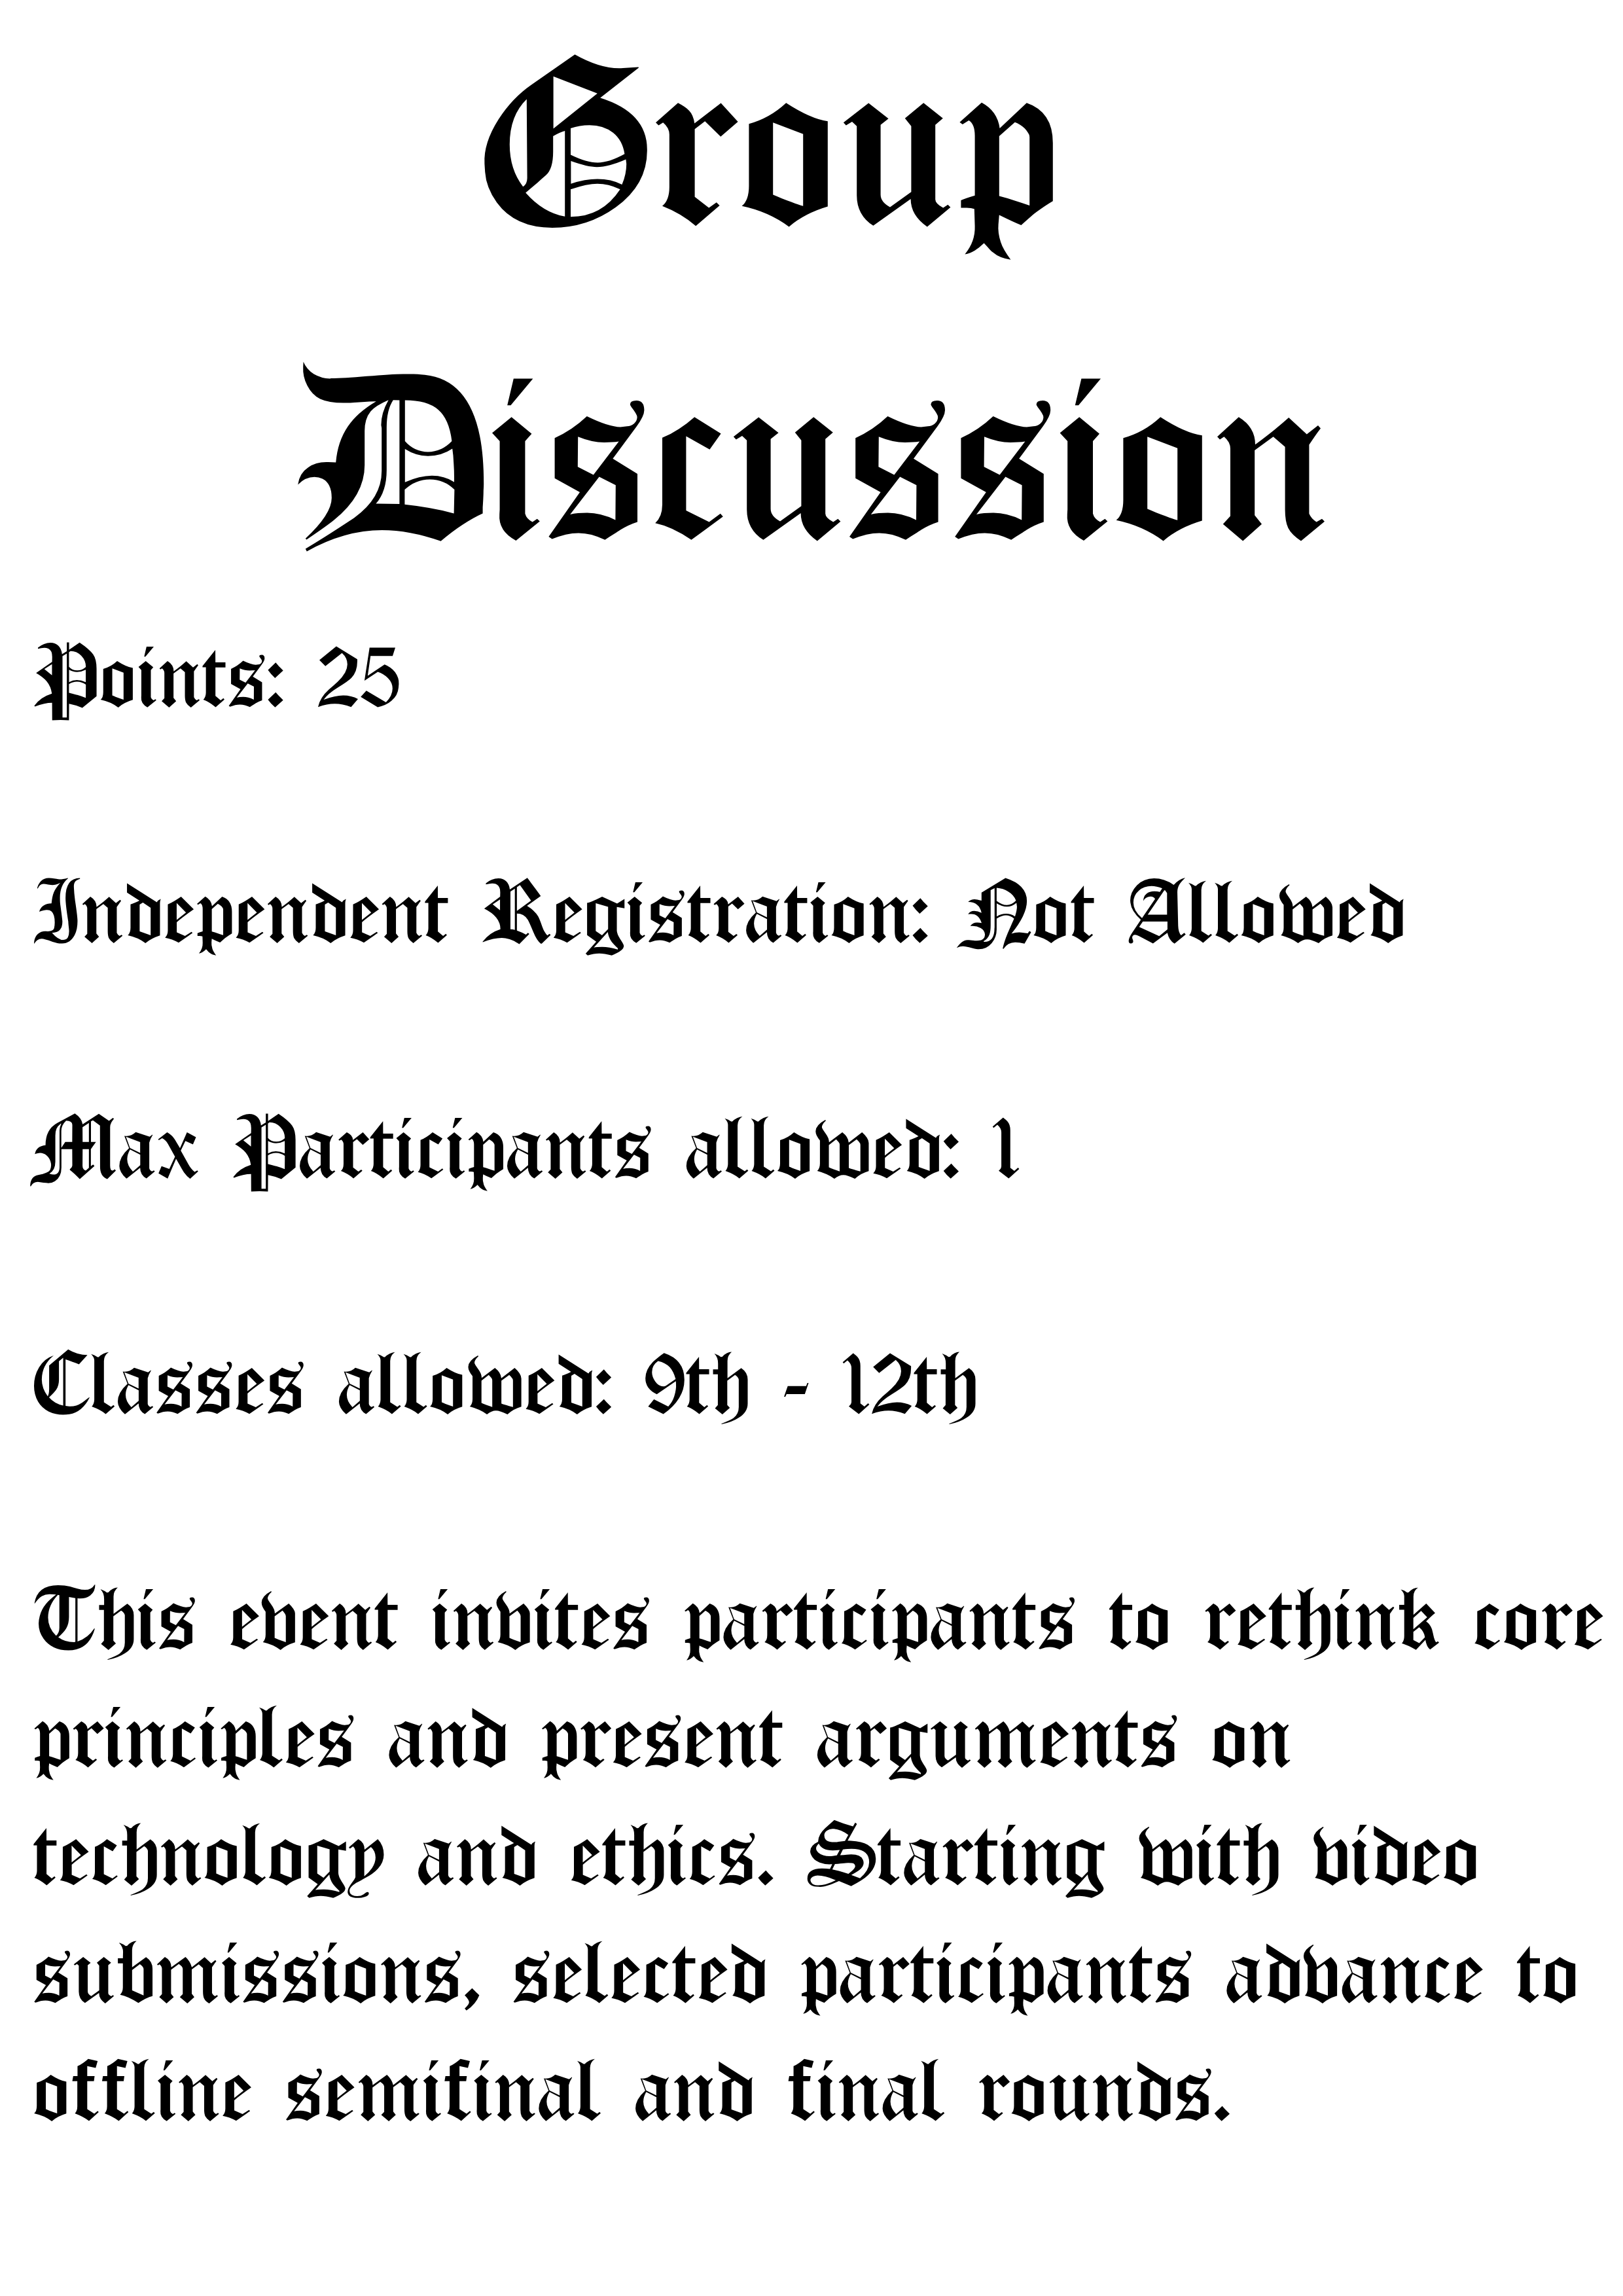 Group
Discussion
Points: 25
Independent Registration: Not Allowed
Max Participants allowed: 1
Classes allowed: 9th - 12th
This event invites participants to rethink core
principles and present arguments on
technology and ethics. Starting with video
submissions, selected participants advance to
offline semifinal and final rounds.